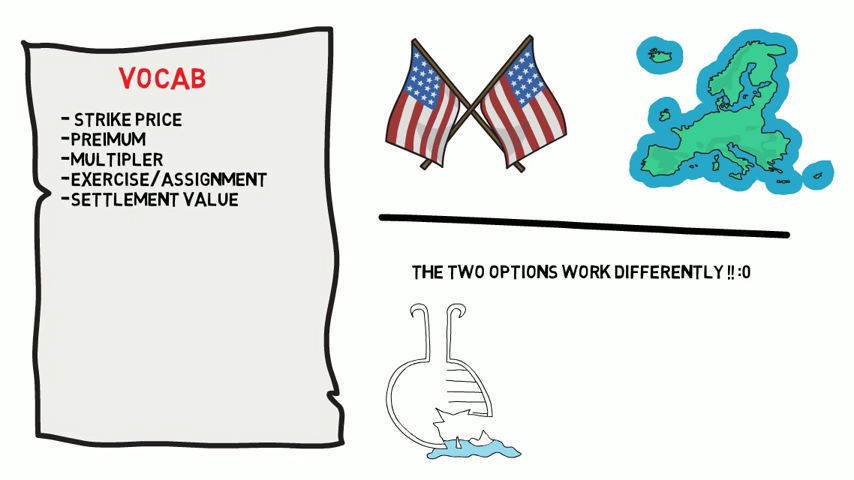 VOCAB
- STRIKE PRICE
-PREIMUM
-MULTIPLER
-EXERCISE/ASSIGNMENT
-SETTLEMENT VALUE
THE TWO OPTIONS WORK DIFFERENTLY !! :0